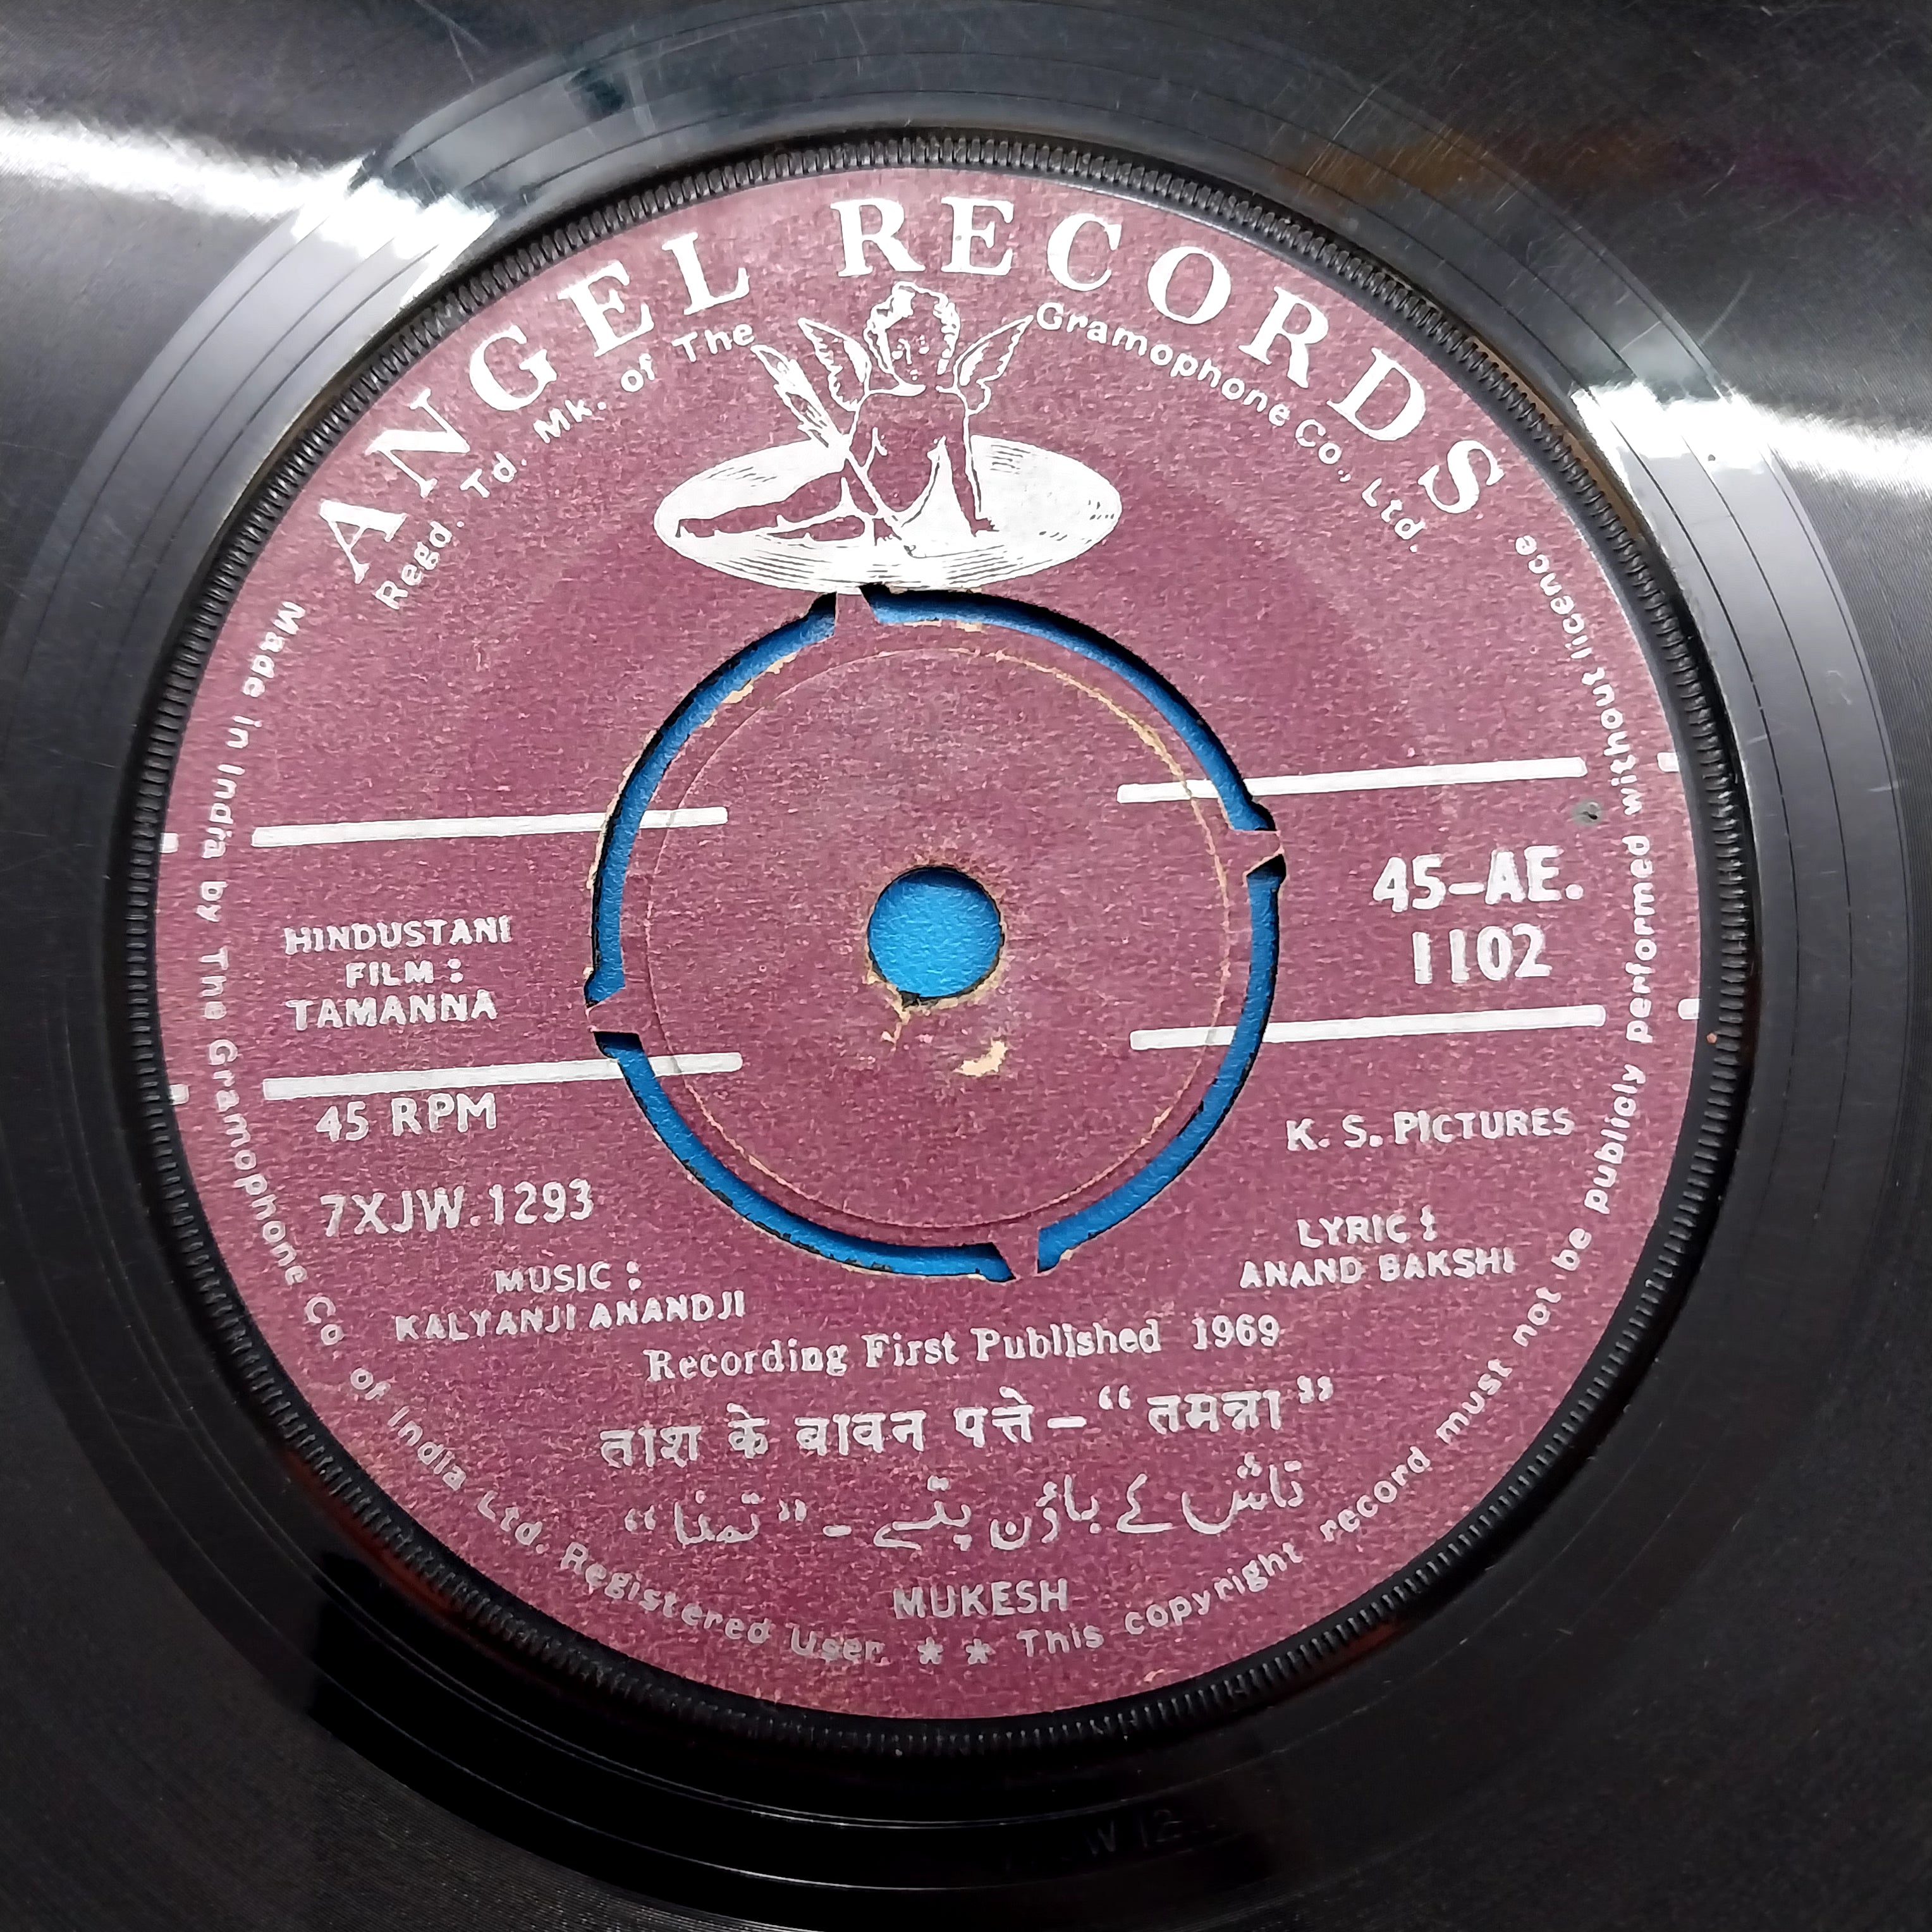 ANGEL RECORDS
Regd. Td. Mk. of The Gramophone Co., Ltd.
HINDUSTANI
FILM :
TAMANNA
45-AE.
1102
45 RPM
K. S. PICTURES
7XJW.1293
LYRIC :
ANAND BAKSHI
MUSIC :
KALYANJI ANANDJI
Recording First Published 1969
ताश के बावन पत्ते – “ तमन्ना ”
تاش کے باؤن پتے - “ تمنا ”
MUKESH
Made in India by The Gramophone Co. of India Ltd. Registered User. * * This copyright record must not be publicly performed without licence